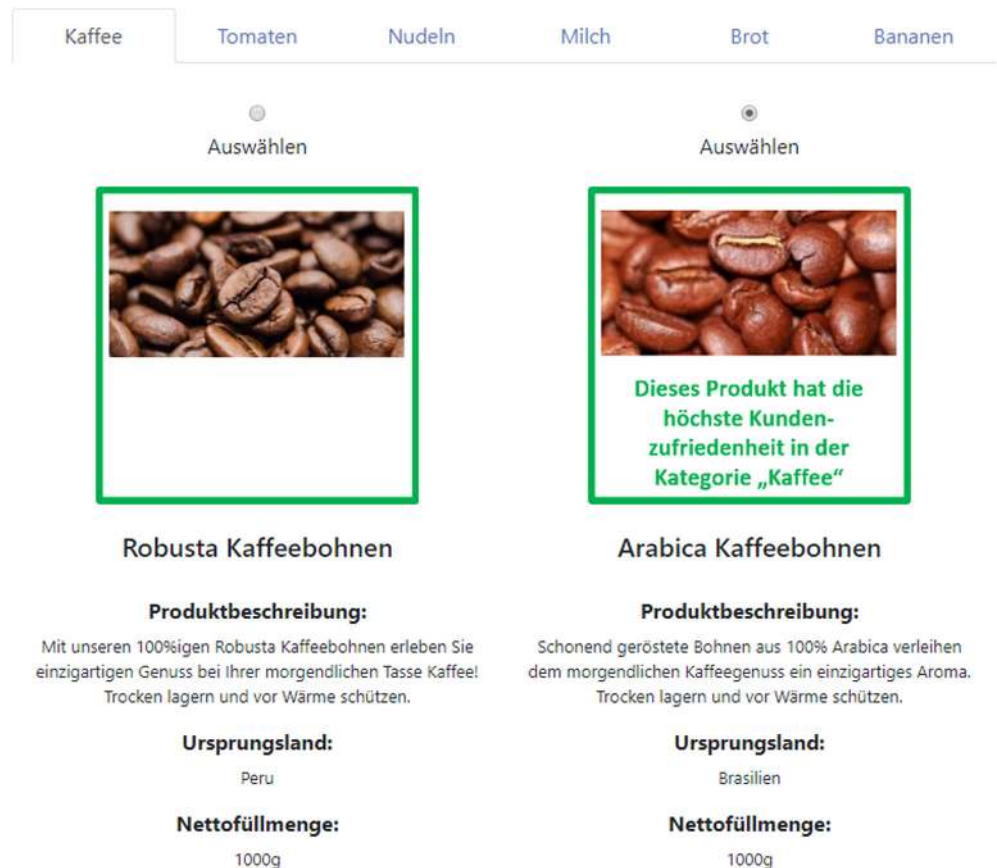 Kaffee Tomaten Nudeln Milch Brot Bananen
Auswählen
Auswählen
Dieses Produkt hat die
höchste Kunden-
zufriedenheit in der
Kategorie „Kaffee“
Robusta Kaffeebohnen
Produktbeschreibung:
Mit unseren 100%igen Robusta Kaffeebohnen erleben Sie
einzigartigen Genuss bei Ihrer morgendlichen Tasse Kaffee!
Trocken lagern und vor Wärme schützen.
Ursprungsland:
Peru
Nettofüllmenge:
1000g
Arabica Kaffeebohnen
Produktbeschreibung:
Schonend geröstete Bohnen aus 100% Arabica verleihen
dem morgendlichen Kaffeegenuss ein einzigartiges Aroma.
Trocken lagern und vor Wärme schützen.
Ursprungsland:
Brasilien
Nettofüllmenge:
1000g